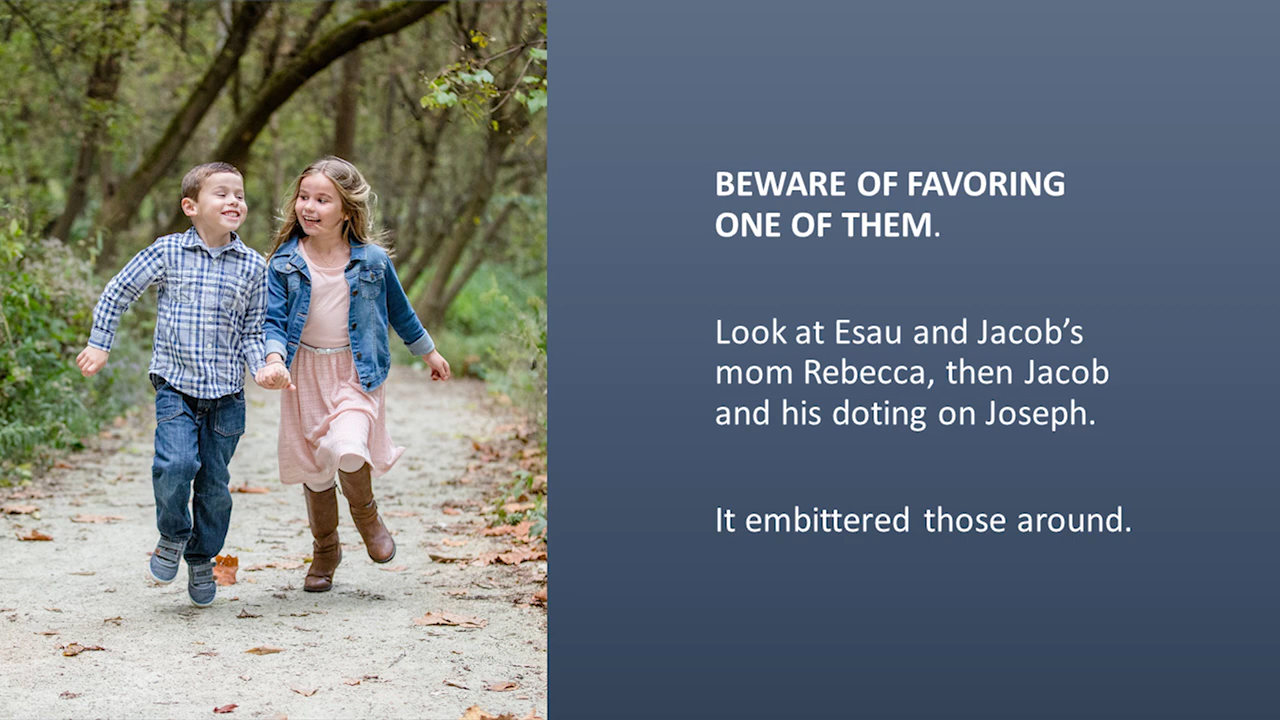 BEWARE OF FAVORING
ONE OF THEM.
Look at Esau and Jacob’s
mom Rebecca, then Jacob
and his doting on Joseph.
It embittered those around.